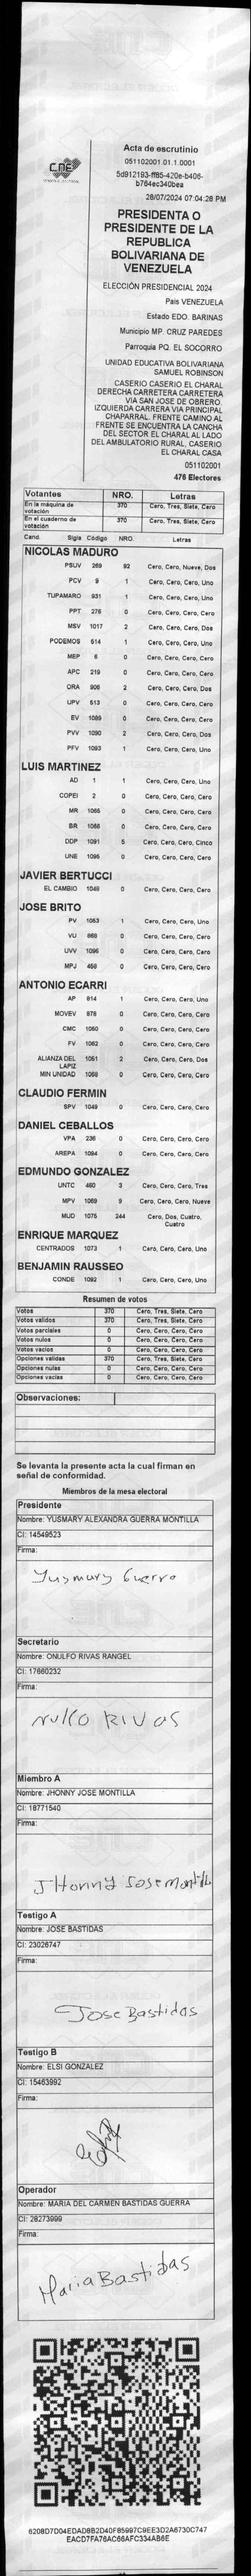 CNE
Acta de escrutinio
051102001.01.1.0001
5d912193-ff85-420e-b406-
b764ec340bea
28/07/2024 07:04:28 PM
PRESIDENTA O
PRESIDENTE DE LA
REPUBLICA
BOLIVARIANA DE
VENEZUELA
ELECCIÓN PRESIDENCIAL 2024
País VENEZUELA
Estado EDO. BARINAS
Municipio MP. CRUZ PAREDES
Parroquia PQ. EL SOCORRO
UNIDAD EDUCATIVA BOLIVARIANA
SAMUEL ROBINSON
CASERIO CASERIO EL CHARAL
DERECHA CARRETERA CARRETERA
VIA SAN JOSE DE OBRERO.
IZQUIERDA CARRERA VIA PRINCIPAL
CHAPARRAL. FRENTE CAMINO AL
FRENTE SE ENCUENTRA LA CANCHA
DEL SECTOR EL CHARAL AL LADO
DEL AMBULATORIO RURAL, CASERIO
EL CHARAL CASA
051102001
476 Electores
Votantes NRO. Letras
En la máquina de votación 370 Cero, Tres, Siete, Cero
En el cuaderno de votación 370 Cero, Tres, Siete, Cero
Cand. Sigla Código NRO. Letras
NICOLAS MADURO
PSUV 269 92 Cero, Cero, Nueve, Dos
PCV 9 1 Cero, Cero, Cero, Uno
TUPAMARO 931 1 Cero, Cero, Cero, Uno
PPT 276 0 Cero, Cero, Cero, Cero
MSV 1017 2 Cero, Cero, Cero, Dos
PODEMOS 514 1 Cero, Cero, Cero, Uno
MEP 6 0 Cero, Cero, Cero, Cero
APC 219 0 Cero, Cero, Cero, Cero
ORA 906 2 Cero, Cero, Cero, Dos
UPV 513 0 Cero, Cero, Cero, Cero
EV 1089 0 Cero, Cero, Cero, Cero
PVV 1090 2 Cero, Cero, Cero, Dos
PFV 1093 1 Cero, Cero, Cero, Uno
LUIS MARTINEZ
AD 1 1 Cero, Cero, Cero, Uno
COPEI 2 0 Cero, Cero, Cero, Cero
MR 1065 0 Cero, Cero, Cero, Cero
BR 1066 0 Cero, Cero, Cero, Cero
DDP 1091 5 Cero, Cero, Cero, Cinco
UNE 1095 0 Cero, Cero, Cero, Cero
JAVIER BERTUCCI
EL CAMBIO 1048 0 Cero, Cero, Cero, Cero
JOSE BRITO
PV 1053 1 Cero, Cero, Cero, Uno
VU 868 0 Cero, Cero, Cero, Cero
UVV 1096 0 Cero, Cero, Cero, Cero
MPJ 458 0 Cero, Cero, Cero, Cero
ANTONIO ECARRI
AP 814 1 Cero, Cero, Cero, Uno
MOVEV 878 0 Cero, Cero, Cero, Cero
CMC 1050 0 Cero, Cero, Cero, Cero
FV 1062 0 Cero, Cero, Cero, Cero
ALIANZA DEL LAPIZ 1051 2 Cero, Cero, Cero, Dos
MIN UNIDAD 1068 0 Cero, Cero, Cero, Cero
CLAUDIO FERMIN
SPV 1049 0 Cero, Cero, Cero, Cero
DANIEL CEBALLOS
VPA 236 0 Cero, Cero, Cero, Cero
AREPA 1094 0 Cero, Cero, Cero, Cero
EDMUNDO GONZALEZ
UNTC 460 3 Cero, Cero, Cero, Tres
MPV 1069 9 Cero, Cero, Cero, Nueve
MUD 1075 244 Cero, Dos, Cuatro,
Cuatro
ENRIQUE MARQUEZ
CENTRADOS 1073 1 Cero, Cero, Cero, Uno
BENJAMIN RAUSSEO
CONDE 1092 1 Cero, Cero, Cero, Uno
Resumen de votos
Votos 370 Cero, Tres, Siete, Cero
Votos validos 370 Cero, Tres, Siete, Cero
Votos parciales 0 Cero, Cero, Cero, Cero
Votos nulos 0 Cero, Cero, Cero, Cero
Votos vacios 0 Cero, Cero, Cero, Cero
Opciones validas 370 Cero, Tres, Siete, Cero
Opciones nulas 0 Cero, Cero, Cero, Cero
Opciones vacias 0 Cero, Cero, Cero, Cero
Observaciones:
Se levanta la presente acta la cual firman en
señal de conformidad.
Miembros de la mesa electoral
Presidente
Nombre: YUSMARY ALEXANDRA GUERRA MONTILLA
CI: 14549523
Firma:
Yusmary Guerra
Secretario
Nombre: ONULFO RIVAS RANGEL
CI: 17660232
Firma:
Nulfo RIVAS
Miembro A
Nombre: JHONNY JOSE MONTILLA
CI: 18771540
Firma:
JHonny Jose Montilla
Testigo A
Nombre: JOSE BASTIDAS
CI: 23026747
Firma:
Jose Bastidas
Testigo B
Nombre: ELSI GONZALEZ
CI: 15463992
Firma:
Operador
Nombre: MARIA DEL CARMEN BASTIDAS GUERRA
CI: 28273999
Firma:
Maria Bastidas
6208D7D04EDAD8B2D40F85997C9EE3D2A6730C747
EACD7FA76AC66AFC334AB6E